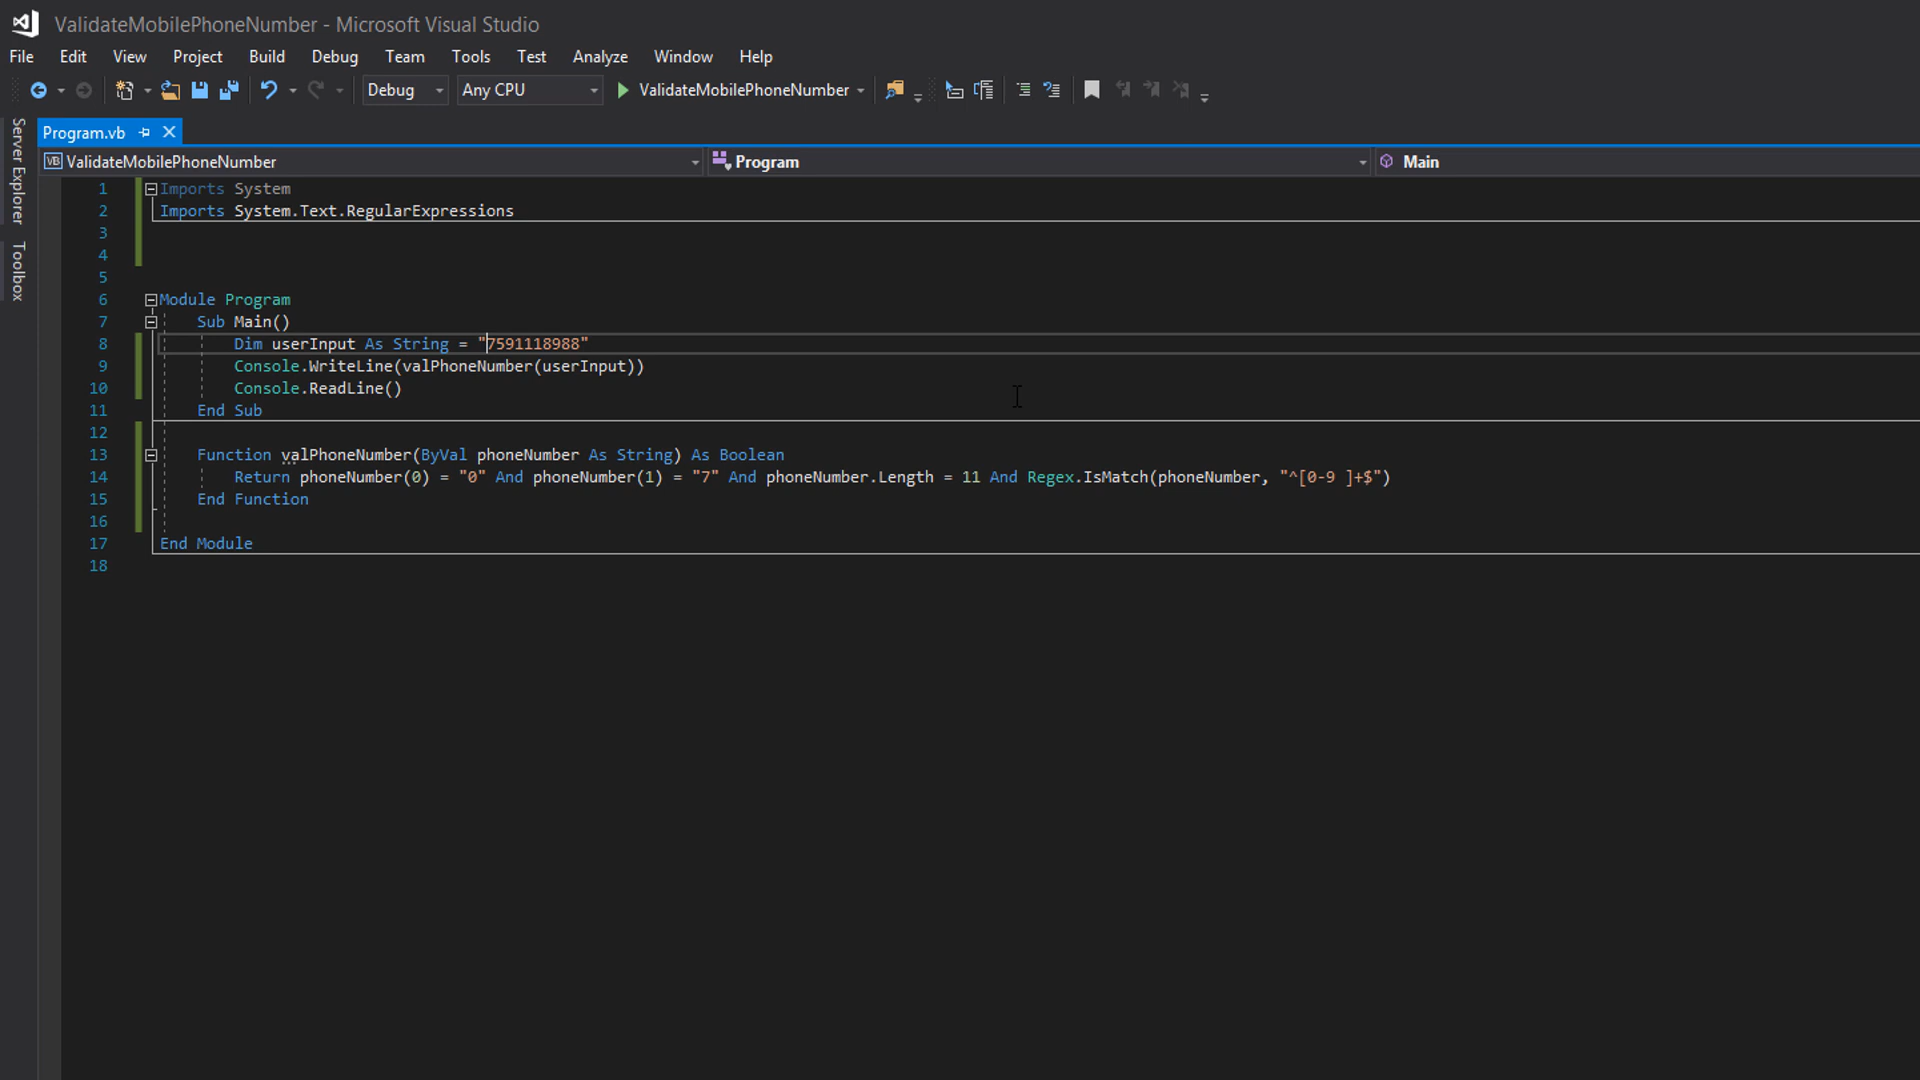 ValidateMobilePhoneNumber - Microsoft Visual Studio
File Edit View Project Build Debug Team Tools Test Analyze Window Help
Debug Any CPU ValidateMobilePhoneNumber
Server Explorer
Toolbox
Program.vb
VB ValidateMobilePhoneNumber Program Main
1 Imports System
2 Imports System.Text.RegularExpressions
3
4
5
6 Module Program
7 Sub Main()
8 Dim userInput As String = "7591118988"
9 Console.WriteLine(valPhoneNumber(userInput))
10 Console.ReadLine()
11 End Sub
12
13 Function valPhoneNumber(ByVal phoneNumber As String) As Boolean
14 Return phoneNumber(0) = "0" And phoneNumber(1) = "7" And phoneNumber.Length = 11 And Regex.IsMatch(phoneNumber, "^[0-9 ]+$")
15 End Function
16
17 End Module
18